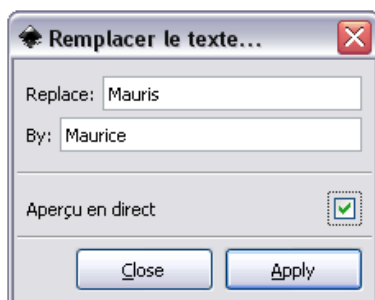 Remplacer le texte...
Replace: Mauris
By: Maurice
Aperçu en direct
Close Apply